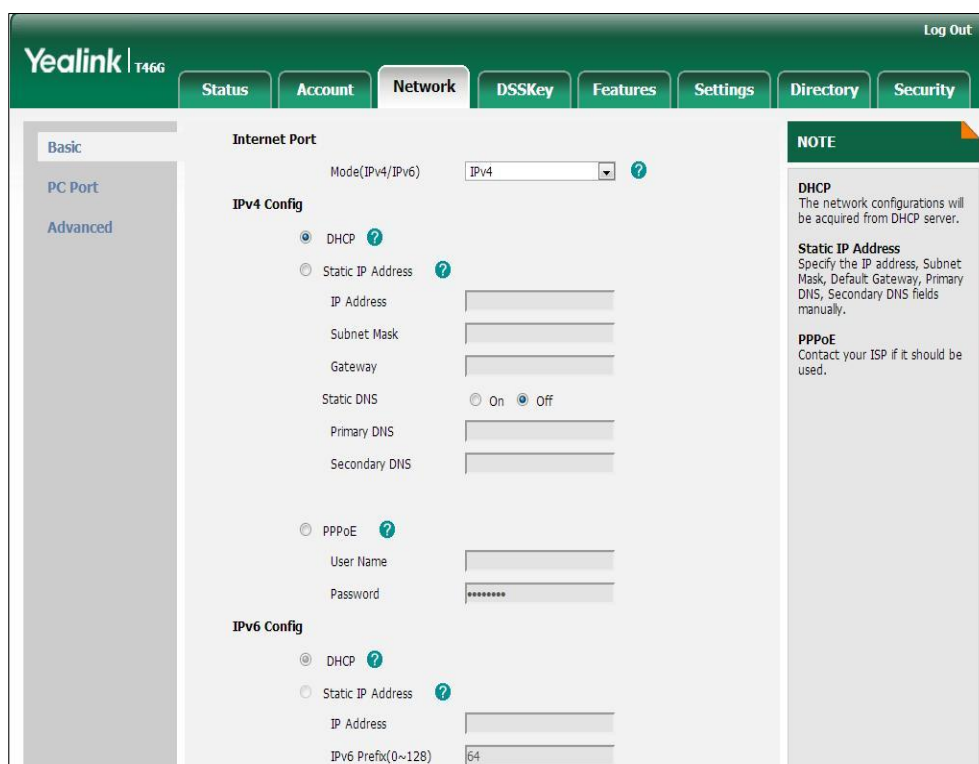 Log Out
Yealink T46G
Status Account Network DSSKey Features Settings Directory Security
Basic
PC Port
Advanced
Internet Port
Mode(IPv4/IPv6) IPv4 ?
IPv4 Config
DHCP ?
Static IP Address ?
IP Address
Subnet Mask
Gateway
Static DNS On Off
Primary DNS
Secondary DNS
PPPoE ?
User Name
Password ••••••••
IPv6 Config
DHCP ?
Static IP Address ?
IP Address
IPv6 Prefix(0~128) 64
NOTE
DHCP
The network configurations will
be acquired from DHCP server.
Static IP Address
Specify the IP address, Subnet
Mask, Default Gateway, Primary
DNS, Secondary DNS fields
manually.
PPPoE
Contact your ISP if it should be
used.